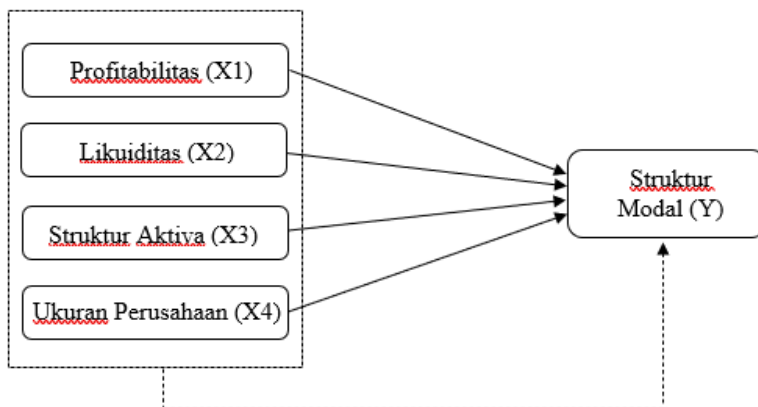 Profitabilitas (X1)
Likuiditas (X2)
Struktur Aktiva (X3)
Ukuran Perusahaan (X4)
Struktur
Modal (Y)